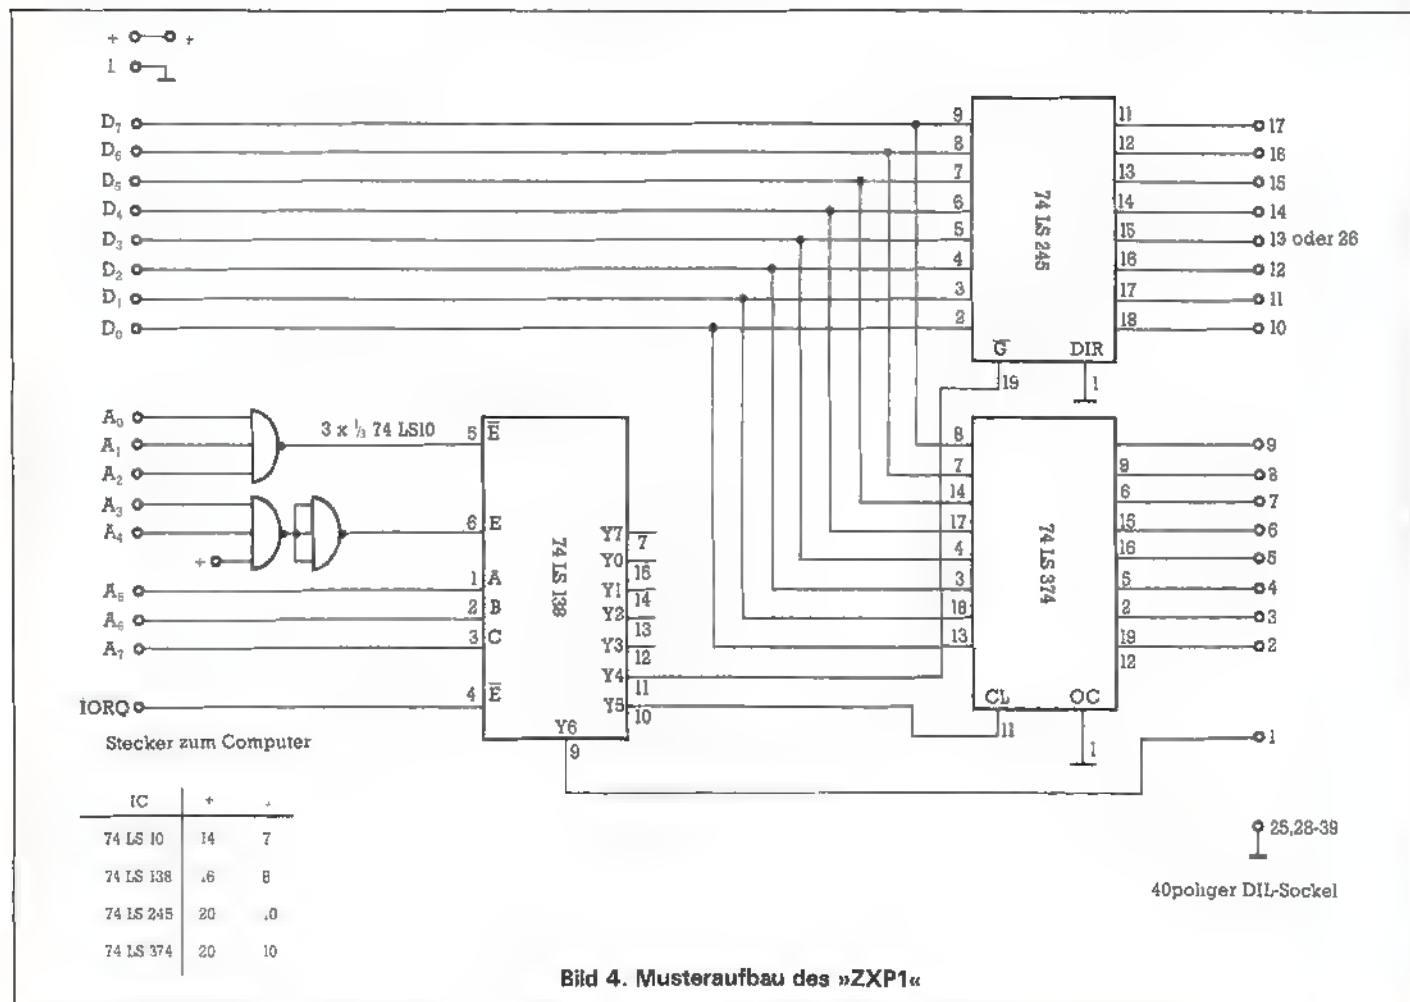 + +
1
D₇ 9 11 17
D₆ 8 12 16
D₅ 7 13 15
D₄ 6 14 14
D₃ 5 15 13 oder 26
D₂ 4 16 12
D₁ 3 17 11
D₀ 2 18 10
74 LS 245
G̅ DIR
19 1
A₀
A₁
A₂
3 x ⅓ 74 LS10
5 E̅
A₃
A₄
+
6 E
A₅ 1 A
A₆ 2 B
A₇ 3 C
IORQ 4 E̅
74 LS 138
Y7 7
Y0 15
Y1 14
Y2 13
Y3 12
Y4 11
Y5 10
Y6
9
Stecker zum Computer
8 9
7 9 8
14 6 7
17 15 6
4 16 5
3 5 4
18 2 3
13 19 2
12
74 LS 374
CL OC
11 1
1
IC +
74 LS 10 14 7
74 LS 138 .6 8
74 LS 245 20 .0
74 LS 374 20 10
25,28-39
40poliger DIL-Sockel
Bild 4. Musteraufbau des »ZXP1«